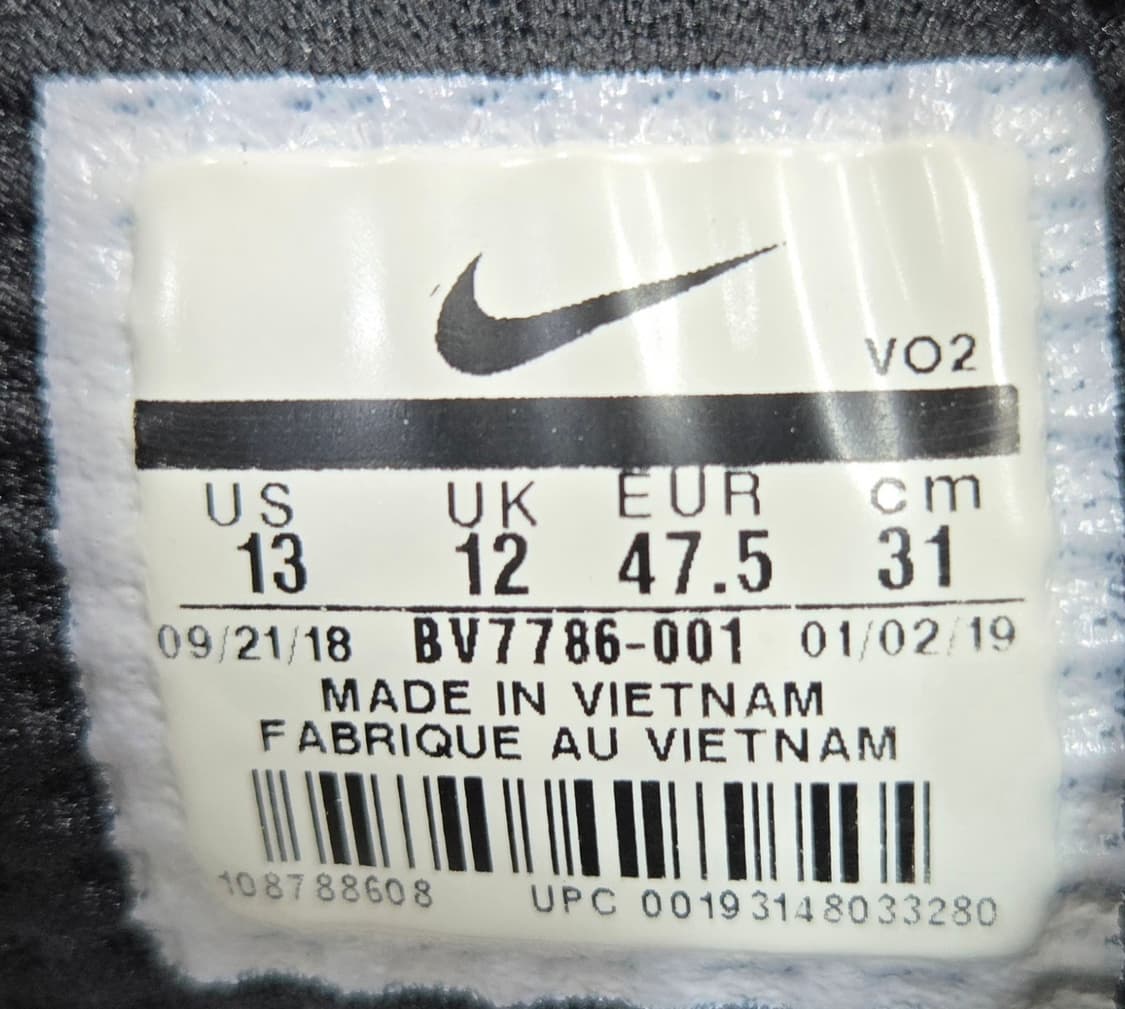 VO2
US UK EUR cm
13 12 47.5 31
09/21/18 BV7786-001 01/02/19
MADE IN VIETNAM
FABRIQUE AU VIETNAM
108788608 UPC 00193148033280